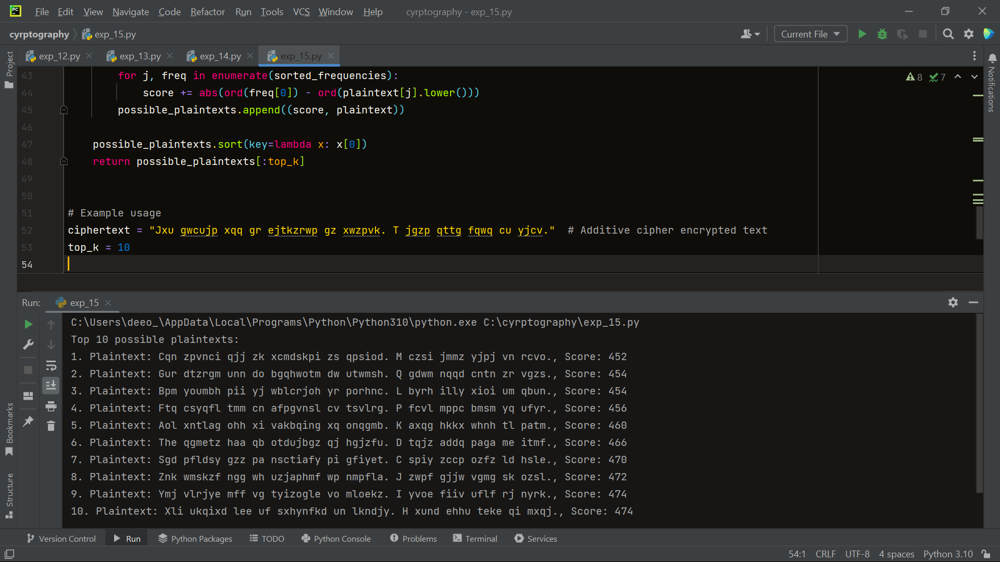 PC File Edit View Navigate Code Refactor Run Tools VCS Window Help cyrptography - exp_15.py
cyrptography exp_15.py Current File
Project
exp_12.py exp_13.py exp_14.py exp_15.py
Notifications
8 7
43 for j, freq in enumerate(sorted_frequencies):
44 score += abs(ord(freq[0]) - ord(plaintext[j].lower()))
45 possible_plaintexts.append((score, plaintext))
46
47 possible_plaintexts.sort(key=lambda x: x[0])
48 return possible_plaintexts[:top_k]
49
50
51 # Example usage
52 ciphertext = "Jxu gwcujp xqq gr ejtkzrwp gz xwzpvk. T jgzp qttg fqwq cu yjcv." # Additive cipher encrypted text
53 top_k = 10
54
Run: exp_15
C:\Users\deeo_\AppData\Local\Programs\Python\Python310\python.exe C:\cyrptography\exp_15.py
Top 10 possible plaintexts:
1. Plaintext: Cqn zpvnci qjj zk xcmdskpi zs qpsiod. M czsi jmmz yjpj vn rcvo., Score: 452
2. Plaintext: Gur dtzrgm unn do bgqhwotm dw utwmsh. Q gdwm nqqd cntn zr vgzs., Score: 454
3. Plaintext: Bpm youmbh pii yj wblcrjoh yr porhnc. L byrh illy xioi um qbun., Score: 454
4. Plaintext: Ftq csyqfl tmm cn afpgvnsl cv tsvlrg. P fcvl mppc bmsm yq ufyr., Score: 456
5. Plaintext: Aol xntlag ohh xi vakbqing xq onqgmb. K axqg hkkx whnh tl patm., Score: 460
6. Plaintext: The qgmetz haa qb otdujbgz qj hgjzfu. D tqjz addq paga me itmf., Score: 466
7. Plaintext: Sgd pfldsy gzz pa nsctiafy pi gfiyet. C spiy zccp ozfz ld hsle., Score: 470
8. Plaintext: Znk wmskzf ngg wh uzjaphmf wp nmpfla. J zwpf gjjw vgmg sk ozsl., Score: 472
9. Plaintext: Ymj vlrjye mff vg tyizogle vo mloekz. I yvoe fiiv uflf rj nyrk., Score: 474
10. Plaintext: Xli ukqixd lee uf sxhynfkd un lkndjy. H xund ehhu teke qi mxqj., Score: 474
Bookmarks
Structure
Version Control Run Python Packages TODO Python Console Problems Terminal Services
54:1 CRLF UTF-8 4 spaces Python 3.10